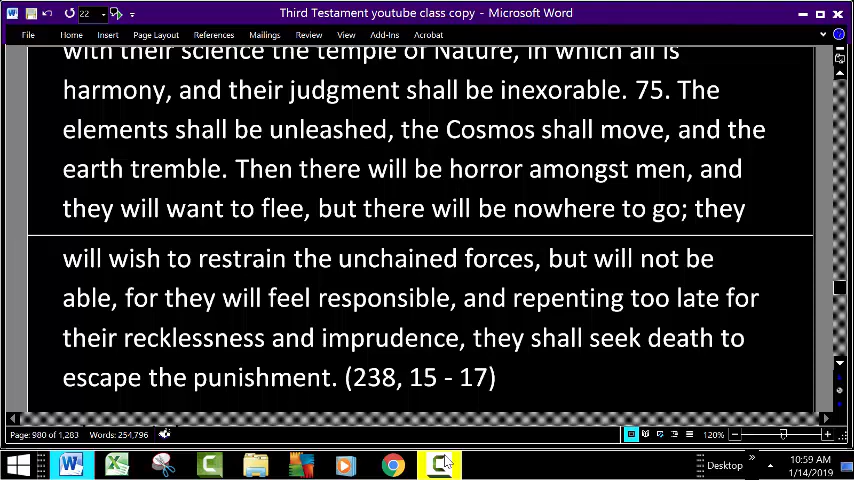 22
Third Testament youtube class copy - Microsoft Word
File Home Insert Page Layout References Mailings Review View Add-Ins Acrobat
with their science the temple of Nature, in which all is
harmony, and their judgment shall be inexorable. 75. The
elements shall be unleashed, the Cosmos shall move, and the
earth tremble. Then there will be horror amongst men, and
they will want to flee, but there will be nowhere to go; they
will wish to restrain the unchained forces, but will not be
able, for they will feel responsible, and repenting too late for
their recklessness and imprudence, they shall seek death to
escape the punishment. (238, 15 - 17)
Page: 980 of 1,283 Words: 254,796 120%
Desktop
10:59 AM
1/14/2019